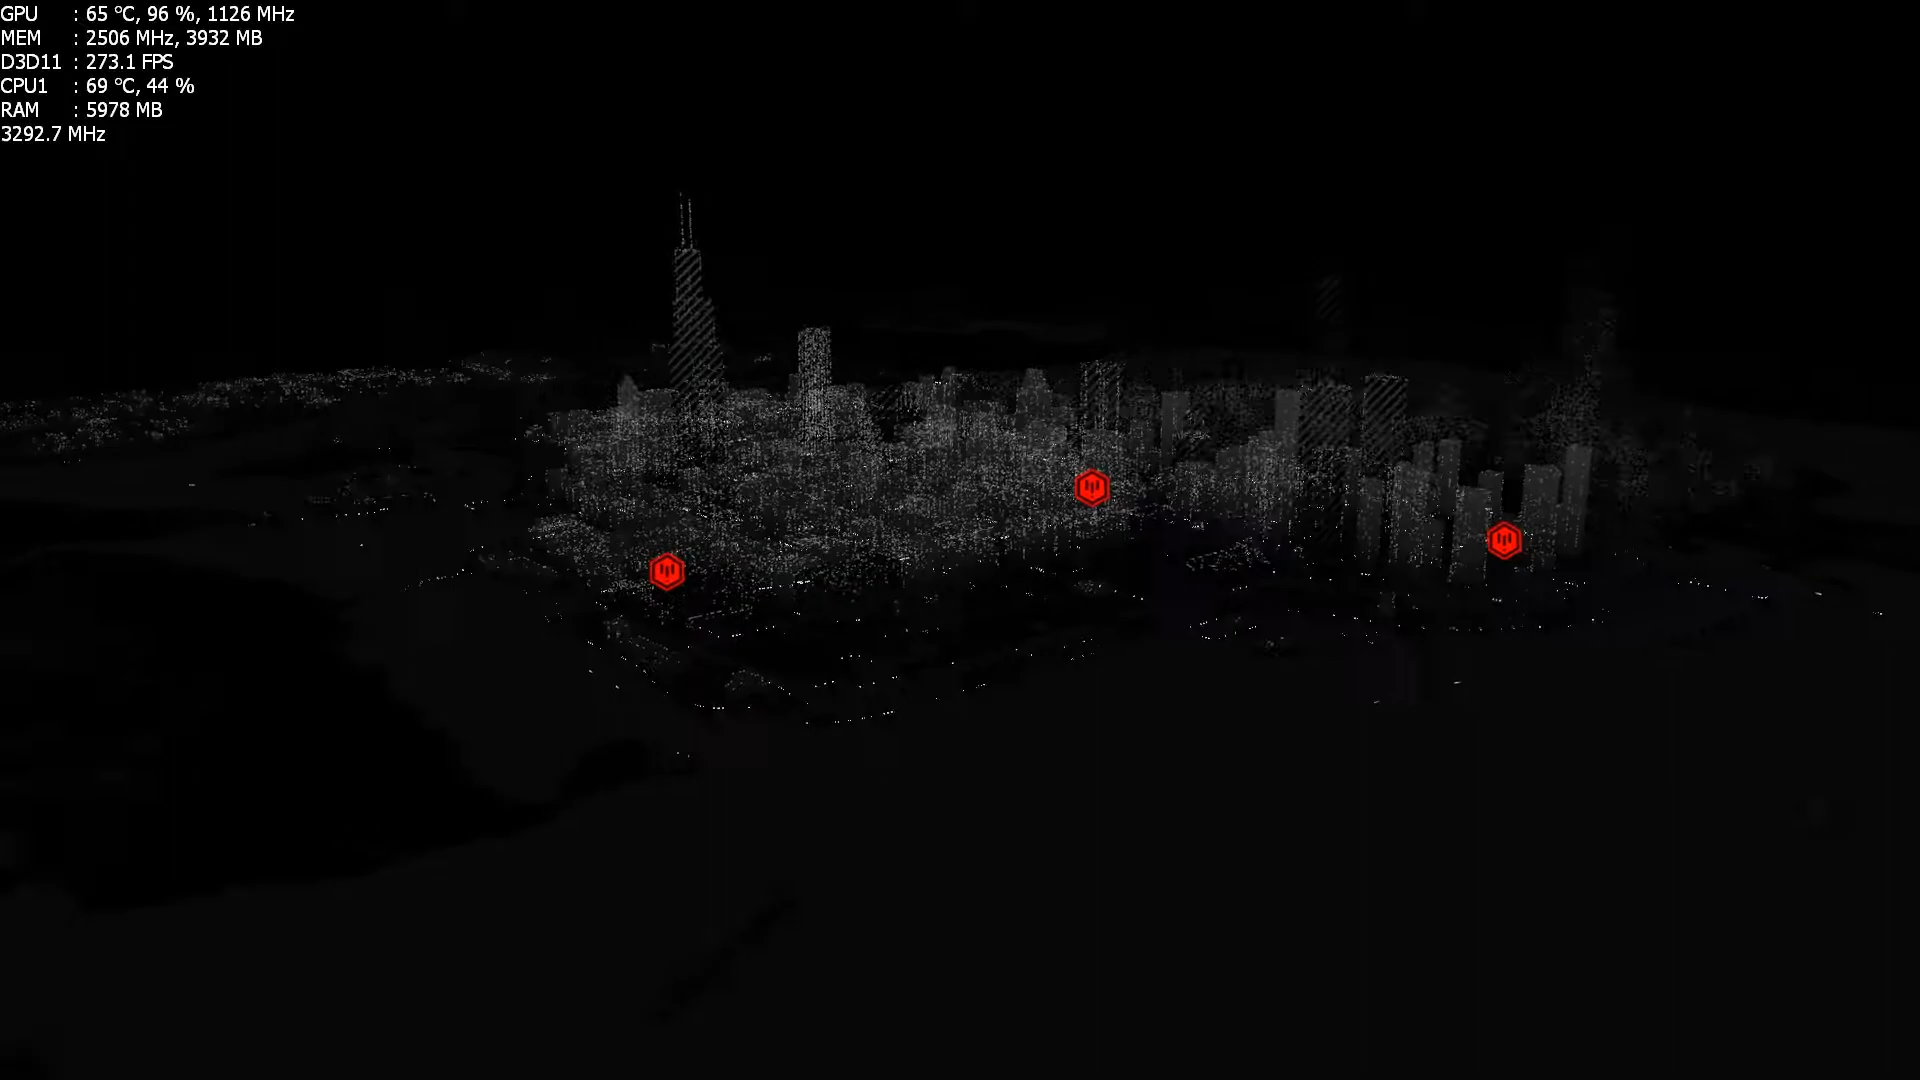 GPU : 65 °C, 96 %, 1126 MHz
MEM : 2506 MHz, 3932 MB
D3D11 : 273.1 FPS
CPU1 : 69 °C, 44 %
RAM : 5978 MB
3292.7 MHz